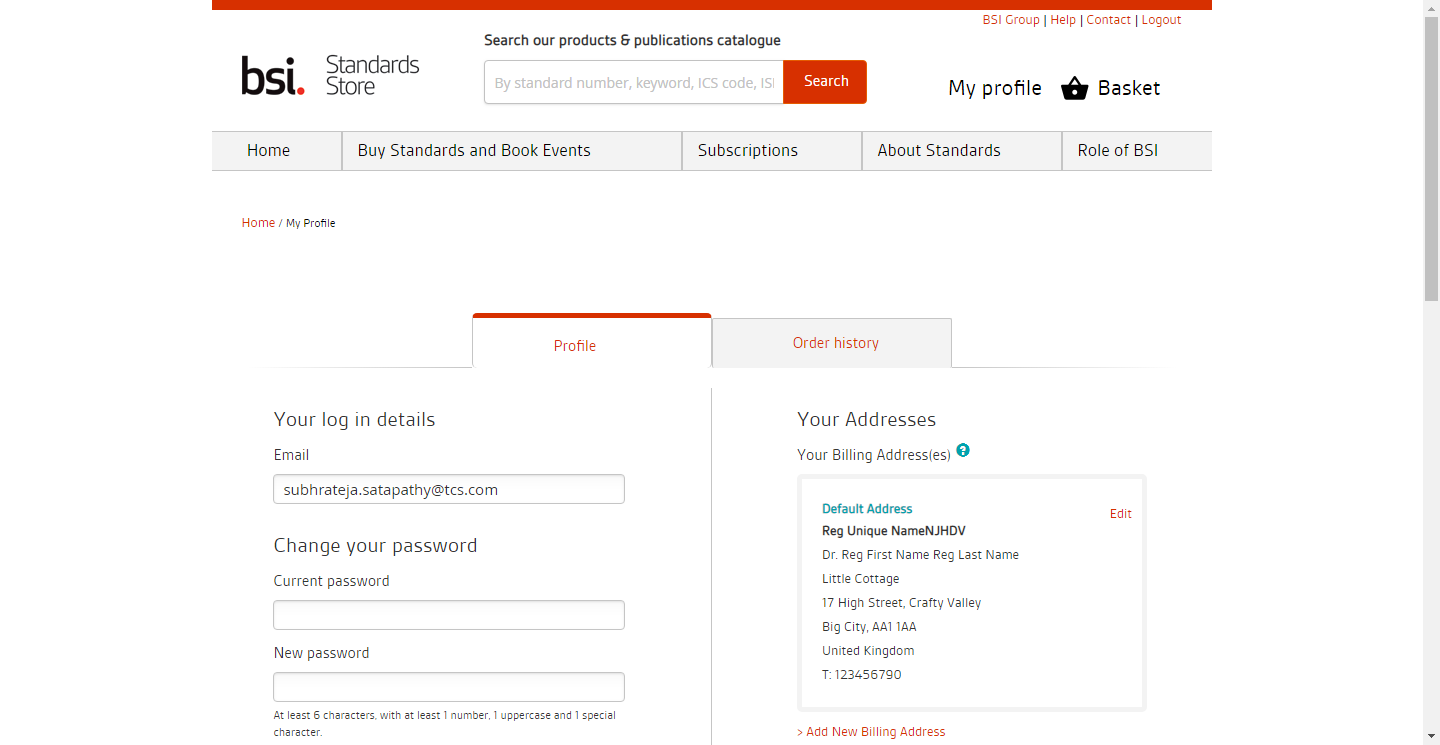 BSI Group | Help | Contact | Logout
Search our products & publications catalogue
bsi. Standards Store
By standard number, keyword, ICS code, ISI
Search
My profile
Basket
Home
Buy Standards and Book Events
Subscriptions
About Standards
Role of BSI
Home / My Profile
Profile
Order history
Your log in details
Email
subhrateja.satapathy@tcs.com
Change your password
Current password
New password
At least 6 characters, with at least 1 number, 1 uppercase and 1 special
character.
Your Addresses
Your Billing Address(es) ?
Default Address
Edit
Reg Unique NameNJHDV
Dr. Reg First Name Reg Last Name
Little Cottage
17 High Street, Crafty Valley
Big City, AA1 1AA
United Kingdom
T: 123456790
> Add New Billing Address